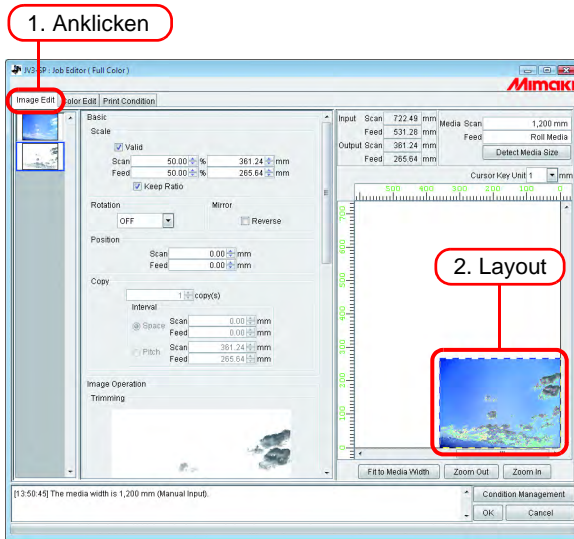 1. Anklicken
JV3-SP : Job Editor ( Full Color )
Mimaki
Image Edit Color Edit Print Condition
Basic
Scale
Valid
Scan 50.00 % 361.24 mm
Feed 50.00 % 265.64 mm
Keep Ratio
Rotation Mirror
OFF Reverse
Position
Scan 0.00 mm
Feed 0.00 mm
Copy
1 copy(s)
Interval
Space Scan 0.00 mm
Feed 0.00 mm
Pitch Scan 361.24 mm
Feed 265.64 mm
Image Operation
Trimming
Input Scan 722.49 mm
Feed 531.28 mm
Output Scan 361.24 mm
Feed 265.64 mm
Media Scan 1,200 mm
Feed Roll Media
Detect Media Size
Cursor Key Unit 1 mm
500 400 300 200 100 0
700
600
500
400
300
200
100
0
2. Layout
Fit to Media Width Zoom Out Zoom In
[13:50:45] The media width is 1,200 mm (Manual Input).
Condition Management
OK Cancel